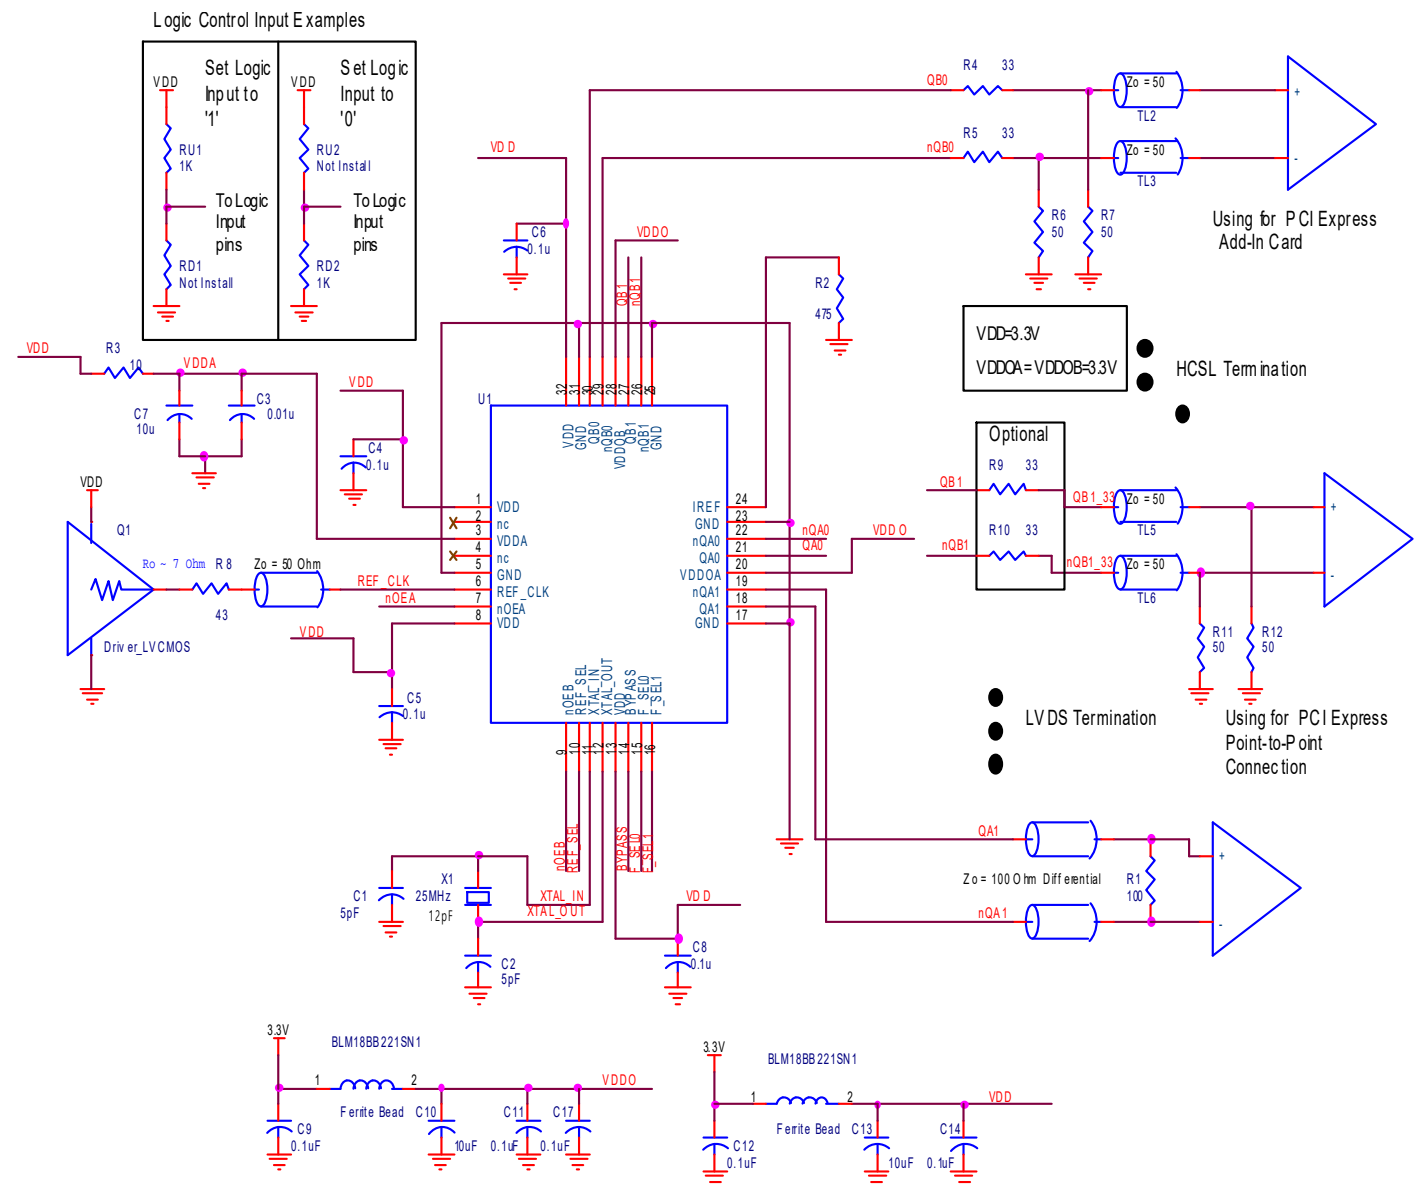 Logic Control Input Examples
VDD
Set Logic
Input to
'1'
RU1
1K
To Logic
Input
pins
RD1
Not Install
VDD
Set Logic
Input to
'0'
RU2
Not Install
To Logic
Input
pins
RD2
1K
QB0
R4 33
Zo = 50
TL2
+
nQB0
R5 33
Zo = 50
TL3
-
R6
50
R7
50
Using for PCI Express
Add-In Card
VDD
C6
0.1u
VDDO
QB1
nQB1
R2
475
VDD=3.3V
VDDOA=VDDOB=3.3V
HCSL Termination
VDD
R3
10
VDDA
C7
10u
C3
0.01u
VDD
C4
0.1u
U1
32
31
30
29
28
27
26
25
VDD
GND
QB0
nQB0
VDDOB
QB1
nQB1
GND
1 VDD
2 nc
3 VDDA
4 nc
5 GND
6 REF_CLK
7 nOEA
8 VDD
IREF 24
GND 23
nQA0 22
QA0 21
VDDOA 20
nQA1 19
QA1 18
GND 17
nQA0
QA0
VDDO
nOEB
REF_SEL
XTAL_IN
XTAL_OUT
VDD
BYPASS
F_SEL0
F_SEL1
9
10
11
12
13
14
15
16
nOEB
REF_SEL
BYPASS
F_SEL0
F_SEL1
VDD
Q1
Ro ~ 7 Ohm
R8
43
Zo = 50 Ohm
REF_CLK
nOEA
Driver_LVCMOS
VDD
C5
0.1u
Optional
QB1
R9 33
QB1_33
Zo = 50
TL5
+
nQB1
R10 33
nQB1_33
Zo = 50
TL6
-
R11
50
R12
50
LVDS Termination
Using for PCI Express
Point-to-Point
Connection
QA1
Zo = 100 Ohm Differential
nQA1
R1
100
+
-
C1
5pF
X1
25MHz
12pF
XTAL_IN
XTAL_OUT
C2
5pF
VDD
C8
0.1u
3.3V
BLM18BB221SN1
1 2
VDDO
Ferrite Bead
C9
0.1uF
C10
10uF
C11
0.1uF
C17
0.1uF
3.3V
BLM18BB221SN1
1 2
VDD
Ferrite Bead
C12
0.1uF
C13
10uF
C14
0.1uF